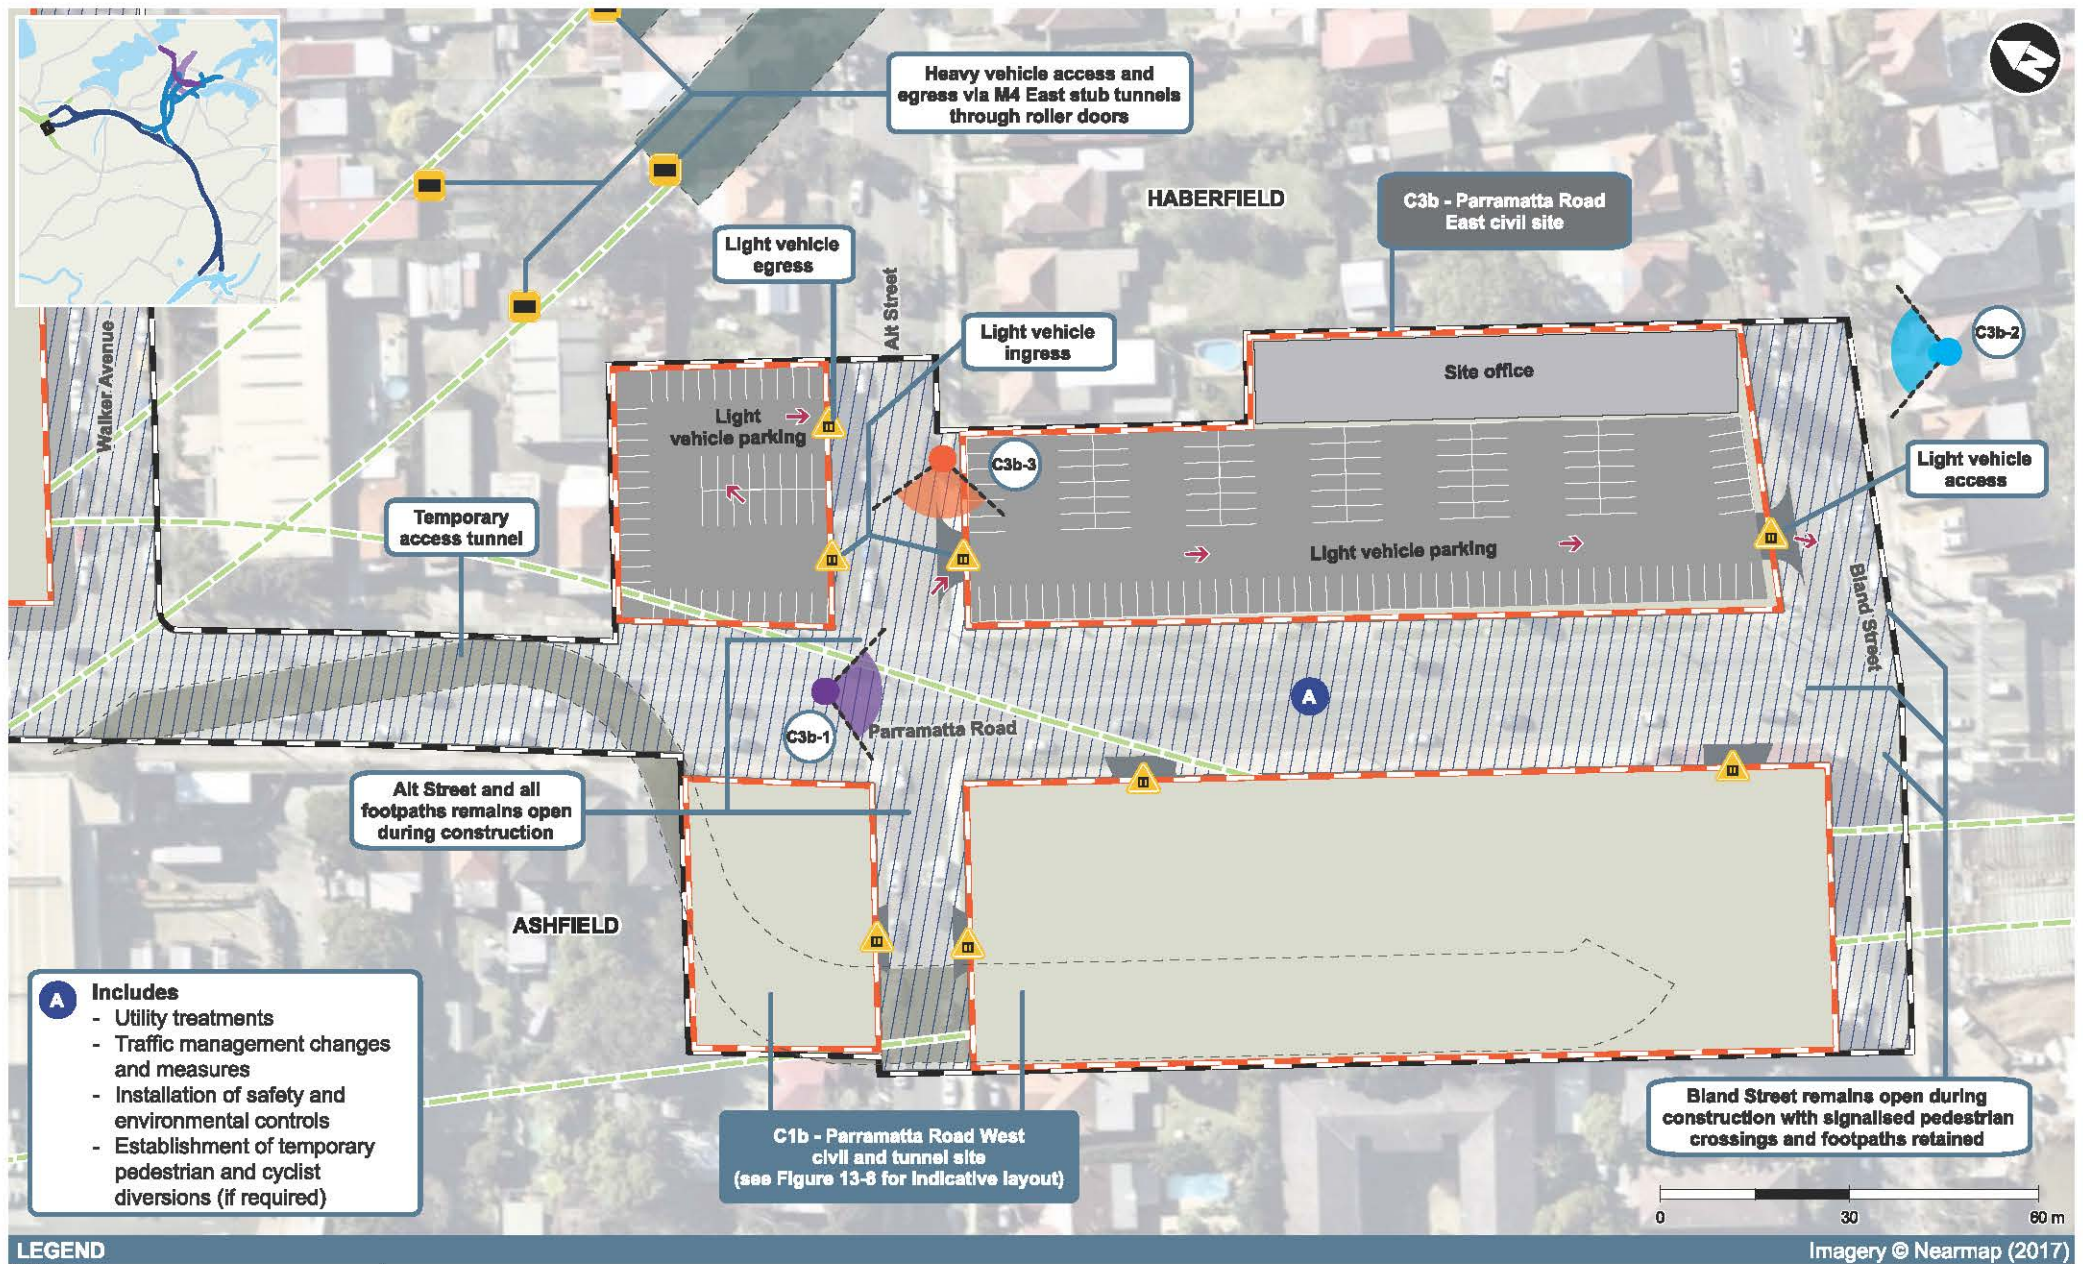 Heavy vehicle access and
egress via M4 East stub tunnels
through roller doors
N
HABERFIELD
C3b - Parramatta Road
East civil site
Light vehicle
egress
Alt Street
Light vehicle
ingress
C3b-2
Walker Avenue
Site office
Light
vehicle parking
C3b-3
Light vehicle
access
Temporary
access tunnel
Light vehicle parking
Bland Street
A
C3b-1
Parramatta Road
Alt Street and all
footpaths remains open
during construction
ASHFIELD
A
Includes
- Utility treatments
- Traffic management changes
and measures
- Installation of safety and
environmental controls
- Establishment of temporary
pedestrian and cyclist
diversions (if required)
C1b - Parramatta Road West
civil and tunnel site
(see Figure 13-8 for indicative layout)
Bland Street remains open during
construction with signalised pedestrian
crossings and footpaths retained
0 30 60 m
LEGEND
Imagery © Nearmap (2017)